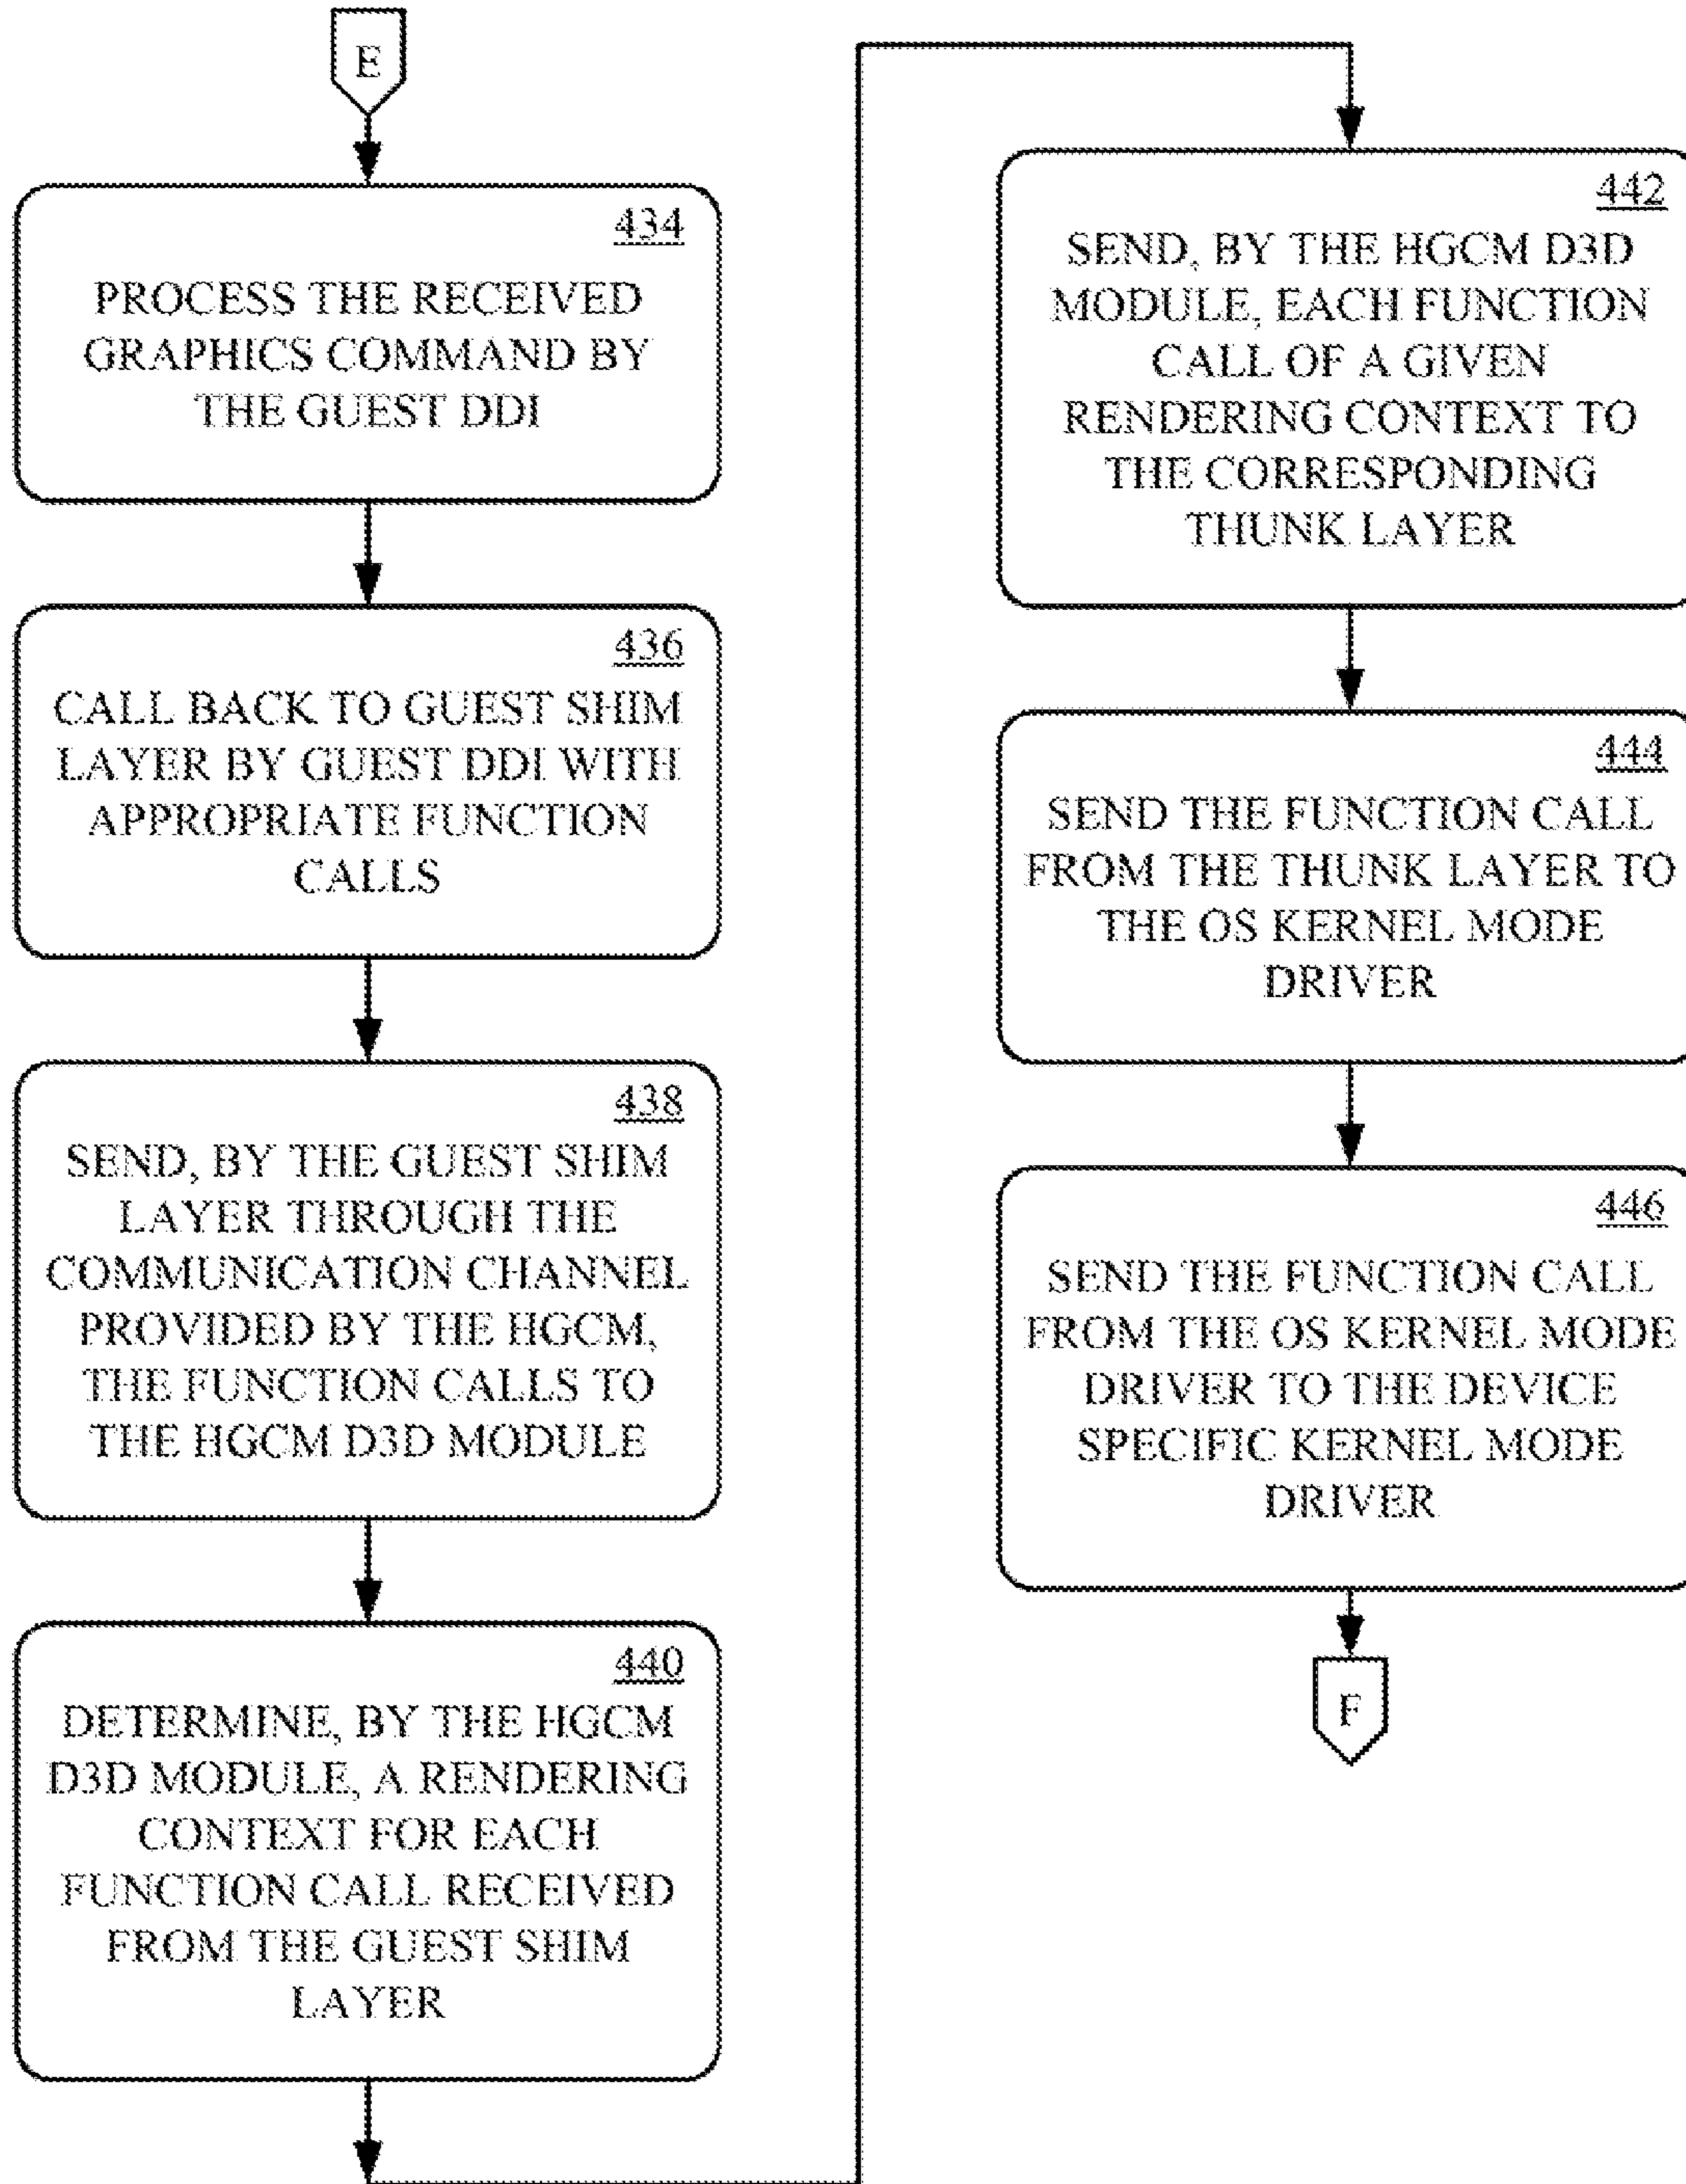 E
434
PROCESS THE RECEIVED
GRAPHICS COMMAND BY
THE GUEST DDI
436
CALL BACK TO GUEST SHIM
LAYER BY GUEST DDI WITH
APPROPRIATE FUNCTION
CALLS
438
SEND, BY THE GUEST SHIM
LAYER THROUGH THE
COMMUNICATION CHANNEL
PROVIDED BY THE HGCM,
THE FUNCTION CALLS TO
THE HGCM D3D MODULE
440
DETERMINE, BY THE HGCM
D3D MODULE, A RENDERING
CONTEXT FOR EACH
FUNCTION CALL RECEIVED
FROM THE GUEST SHIM
LAYER
442
SEND, BY THE HGCM D3D
MODULE, EACH FUNCTION
CALL OF A GIVEN
RENDERING CONTEXT TO
THE CORRESPONDING
THUNK LAYER
444
SEND THE FUNCTION CALL
FROM THE THUNK LAYER TO
THE OS KERNEL MODE
DRIVER
446
SEND THE FUNCTION CALL
FROM THE OS KERNEL MODE
DRIVER TO THE DEVICE
SPECIFIC KERNEL MODE
DRIVER
F